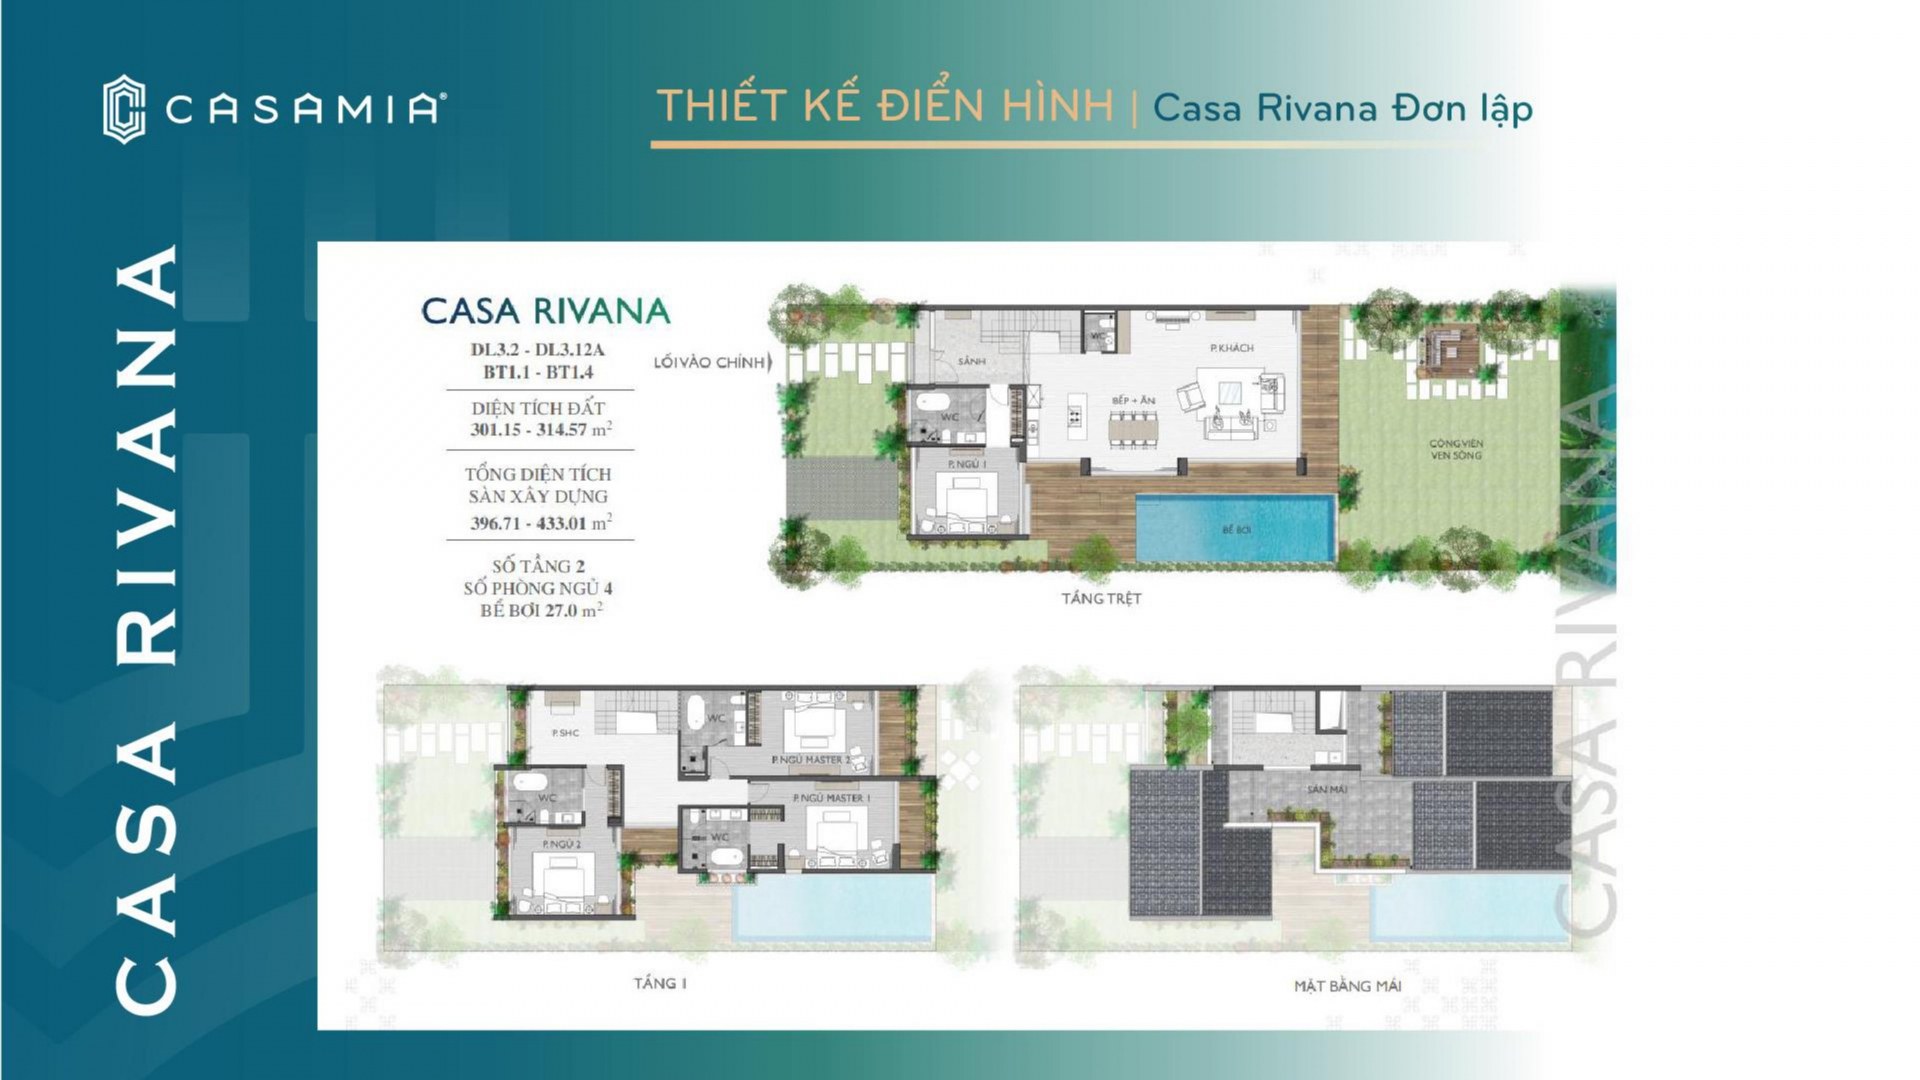 CASAMIA®
THIẾT KẾ ĐIỂN HÌNH | Casa Rivana Đơn lập
CASA RIVANA
CASA RIVANA
DL3.2 - DL3.12A
BT1.1 - BT1.4
DIỆN TÍCH ĐẤT
301.15 - 314.57 m²
TỔNG DIỆN TÍCH
SÀN XÂY DỰNG
396.71 - 433.01 m²
SỐ TẦNG 2
SỐ PHÒNG NGỦ 4
BỂ BƠI 27.0 m²
LỐI VÀO CHÍNH
SẢNH
WC
P.KHÁCH
BẾP + ĂN
WC
P.NGỦ 1
BỂ BƠI
CÔNG VIÊN
VEN SÔNG
TẦNG TRỆT
P.SHC
WC
P.NGỦ MASTER 2
WC
P.NGỦ MASTER 1
WC
P.NGỦ 2
TẦNG 1
SÂN MÁI
MẶT BẰNG MÁI
CASA RIVANA